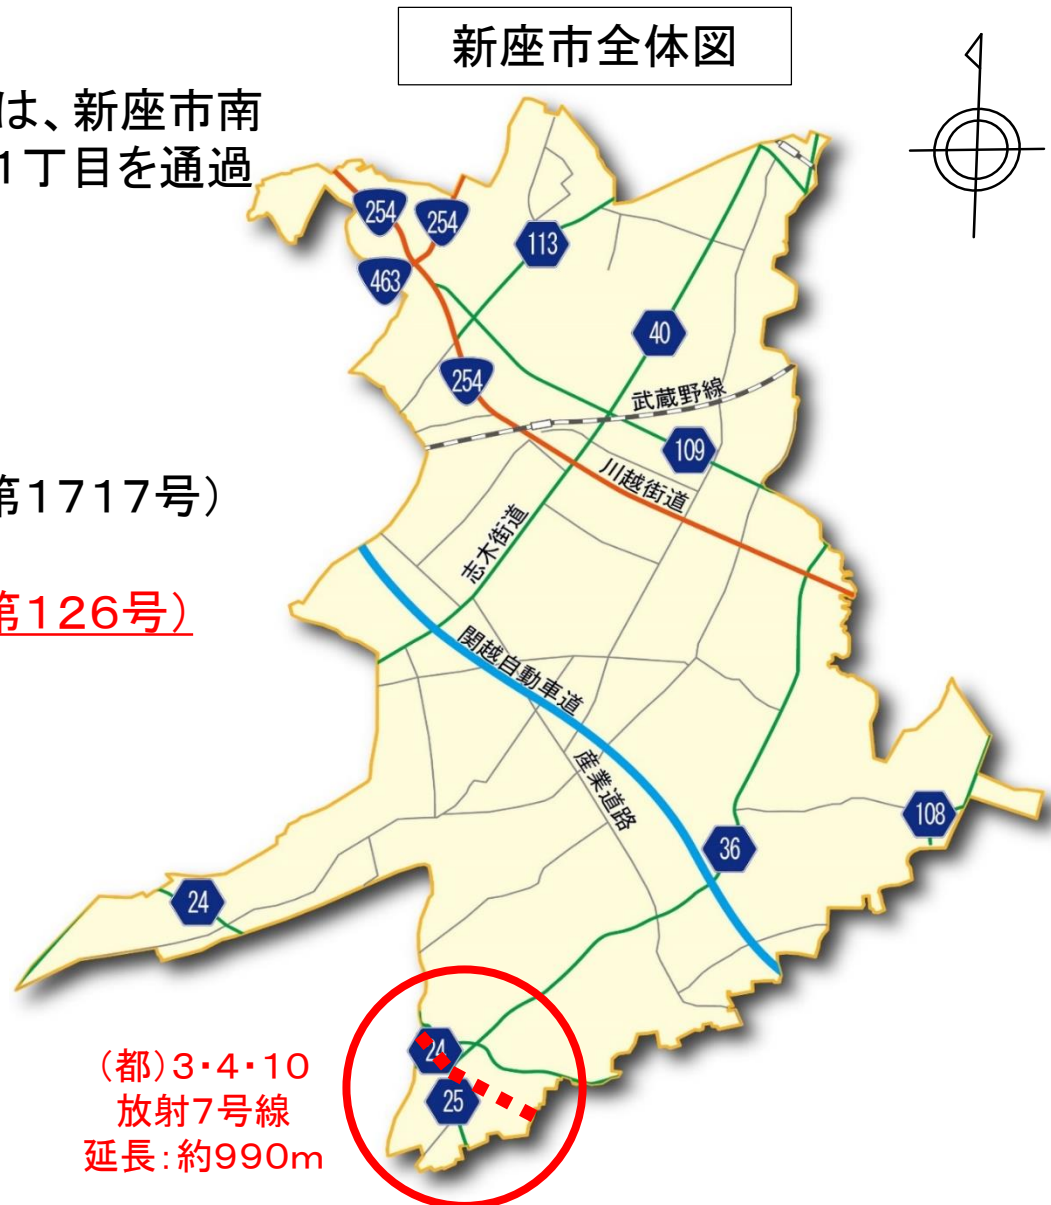 新座市全体図
は、新座市南
1丁目を通過
254
254
113
463
40
254
武蔵野線
109
川越街道
第1717号）
志木街道
第126号）
関越自動車道
産業道路
108
36
24
24
25
（都）3・4・10
放射7号線
延長：約990m